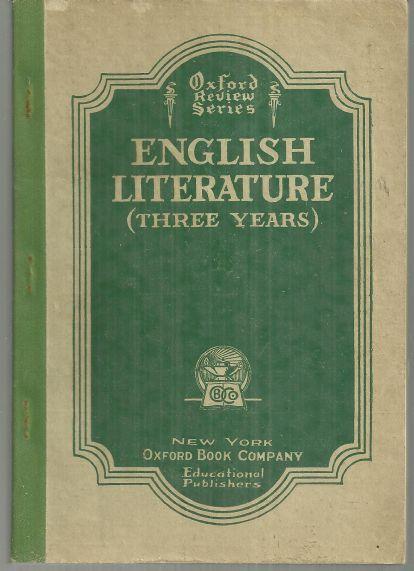 Oxford
Review
Series
ENGLISH
LITERATURE
(THREE YEARS)
NEW YORK
OXFORD BOOK COMPANY
Educational
Publishers